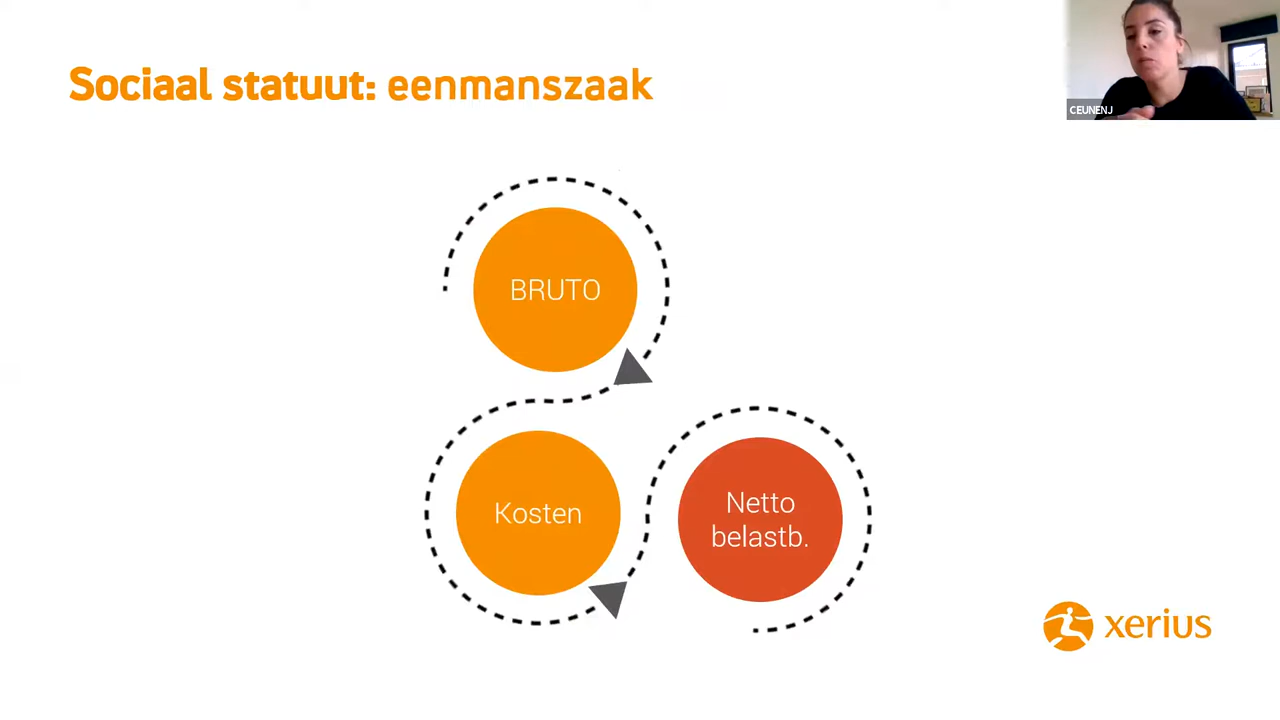 Sociaal statuut: eenmanszaak
CEUNENJ
BRUTO
Kosten
Netto
belastb.
xerius